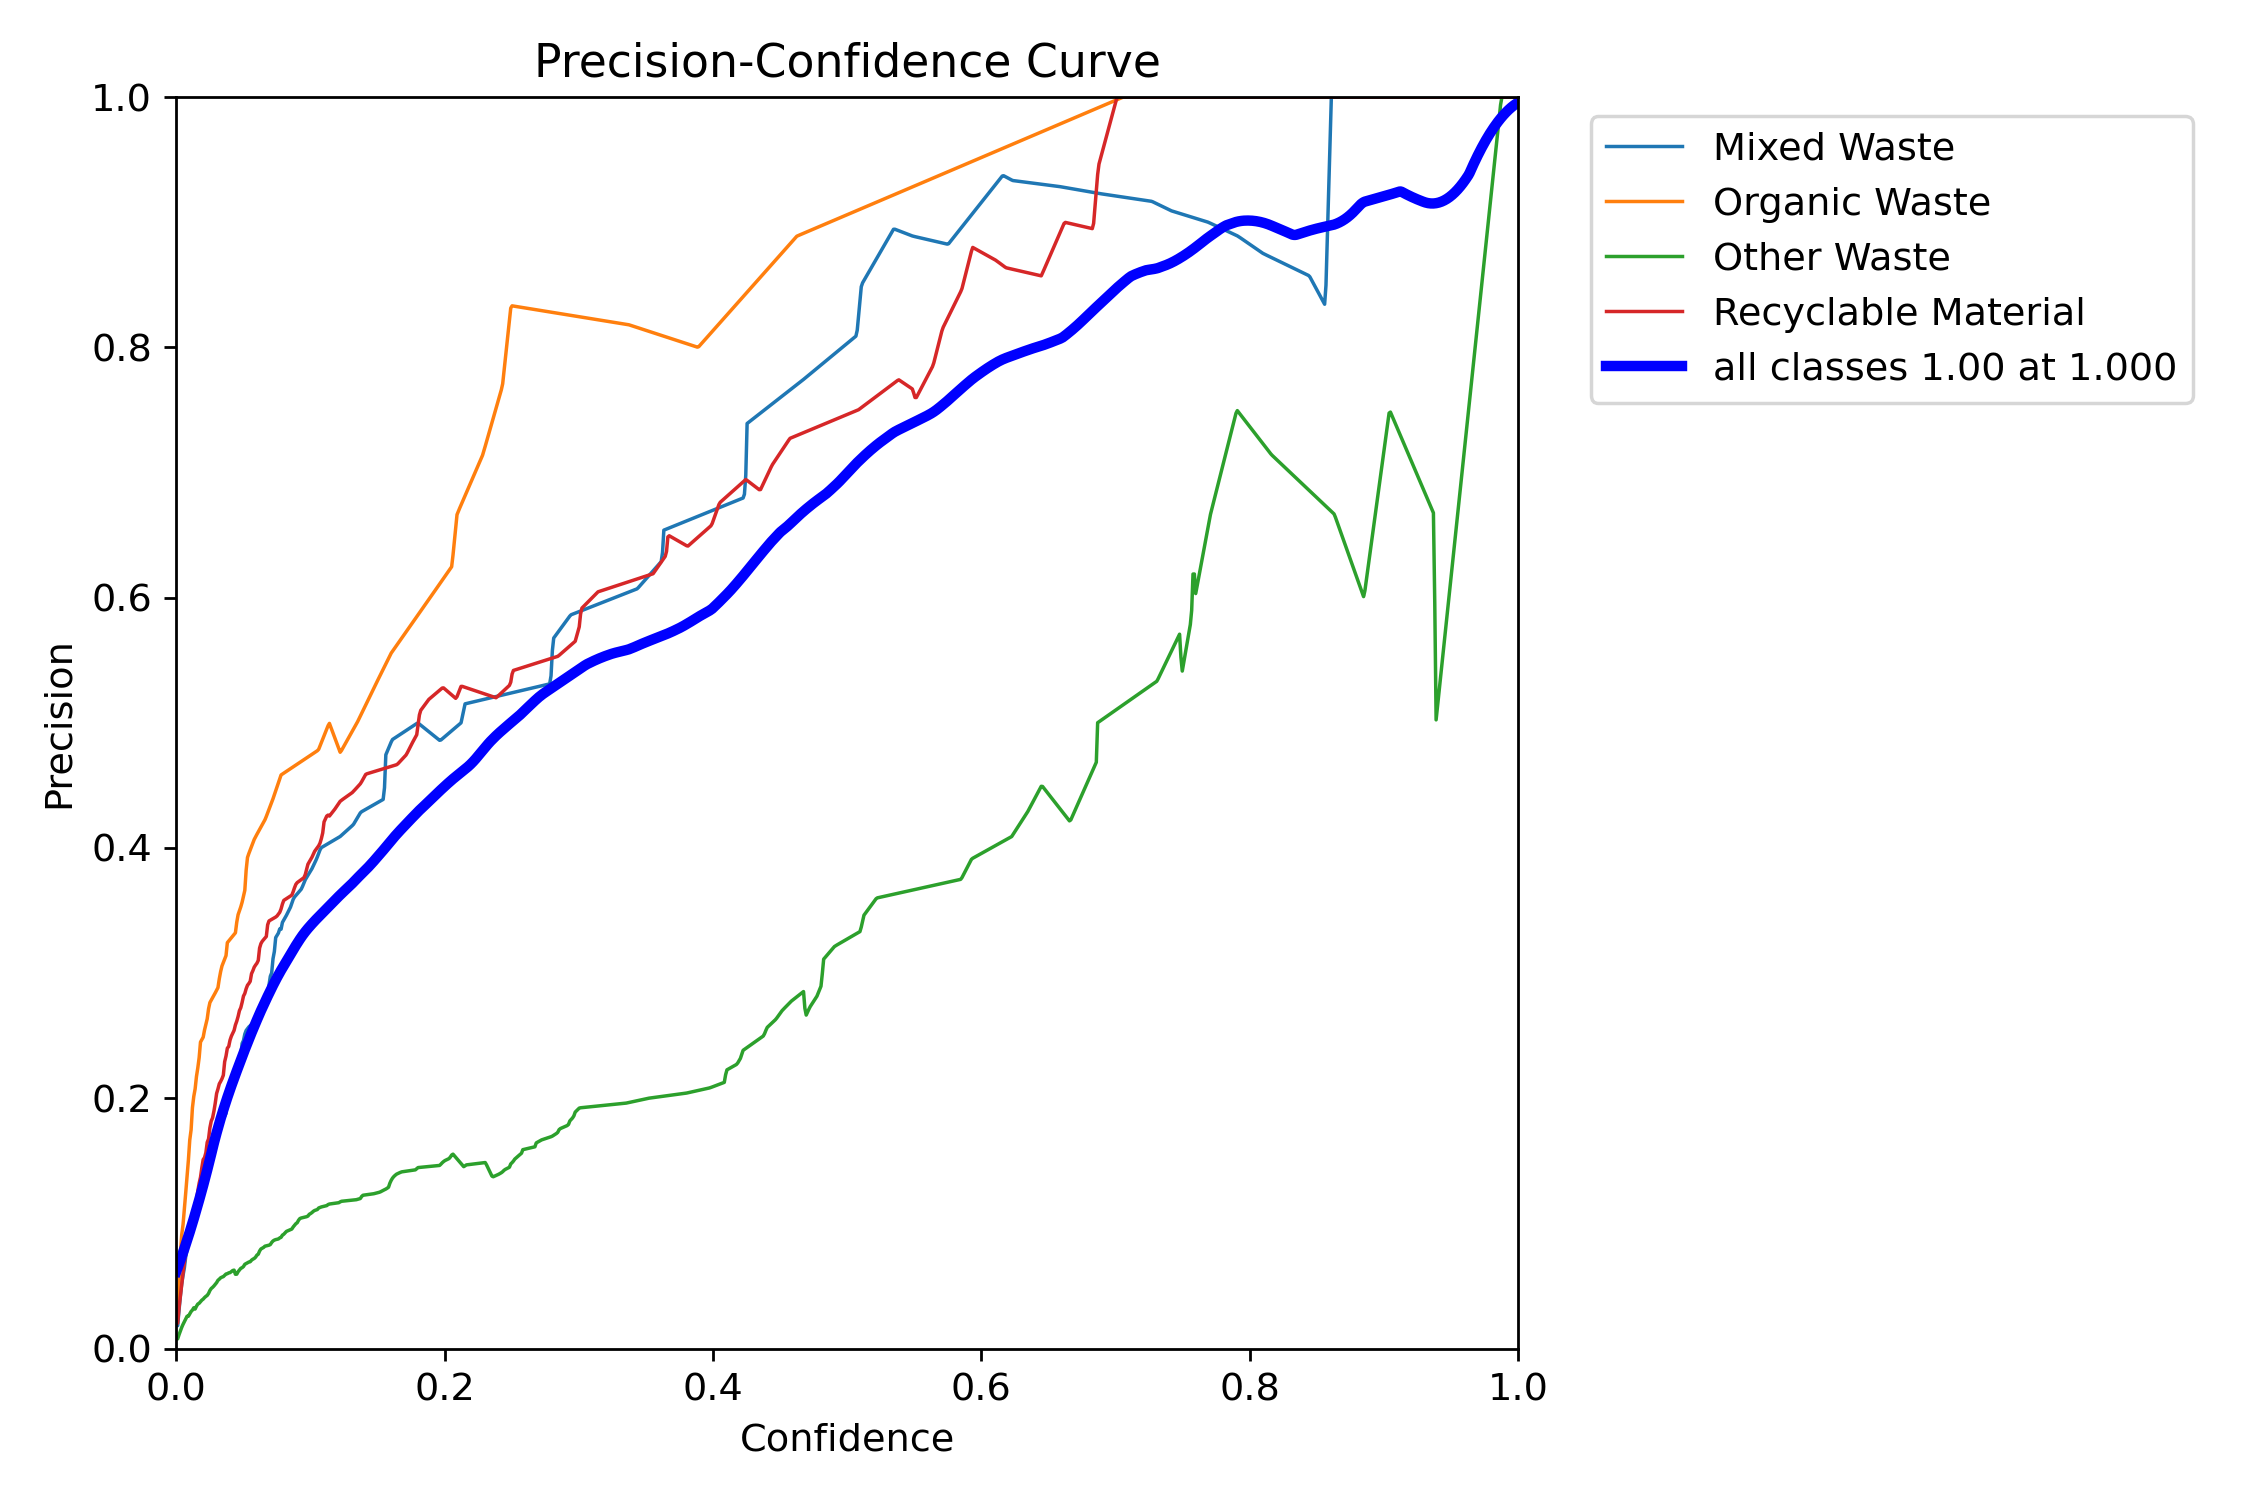 Precision-Confidence Curve
1.0
0.8
0.6
0.4
0.2
0.0
Precision
0.0 0.2 0.4 0.6 0.8 1.0
Confidence
Mixed Waste
Organic Waste
Other Waste
Recyclable Material
all classes 1.00 at 1.000